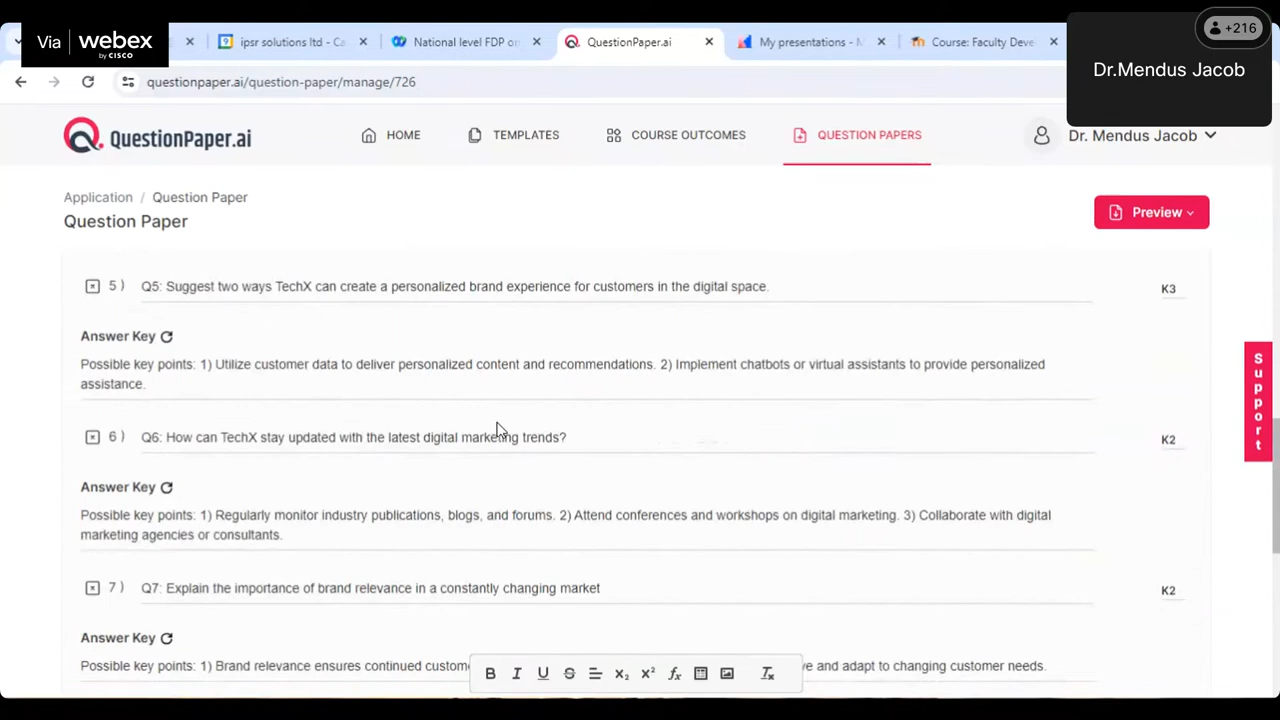 Via webex
by CISCO
ipsr solutions ltd - Ca
National level FDP on
QuestionPaper.ai
My presentations - M
Course: Faculty Deve
+216
Dr.Mendus Jacob
questionpaper.ai/question-paper/manage/726
QuestionPaper.ai
HOME
TEMPLATES
COURSE OUTCOMES
QUESTION PAPERS
Dr. Mendus Jacob
Application / Question Paper
Question Paper
Preview
5 ) Q5: Suggest two ways TechX can create a personalized brand experience for customers in the digital space. K3
Answer Key
Possible key points: 1) Utilize customer data to deliver personalized content and recommendations. 2) Implement chatbots or virtual assistants to provide personalized
assistance.
6 ) Q6: How can TechX stay updated with the latest digital marketing trends? K2
Answer Key
Possible key points: 1) Regularly monitor industry publications, blogs, and forums. 2) Attend conferences and workshops on digital marketing. 3) Collaborate with digital
marketing agencies or consultants.
7 ) Q7: Explain the importance of brand relevance in a constantly changing market K2
Answer Key
Possible key points: 1) Brand relevance ensures continued custom e and adapt to changing customer needs.
B I U S x₂ x² fx Tx
Support